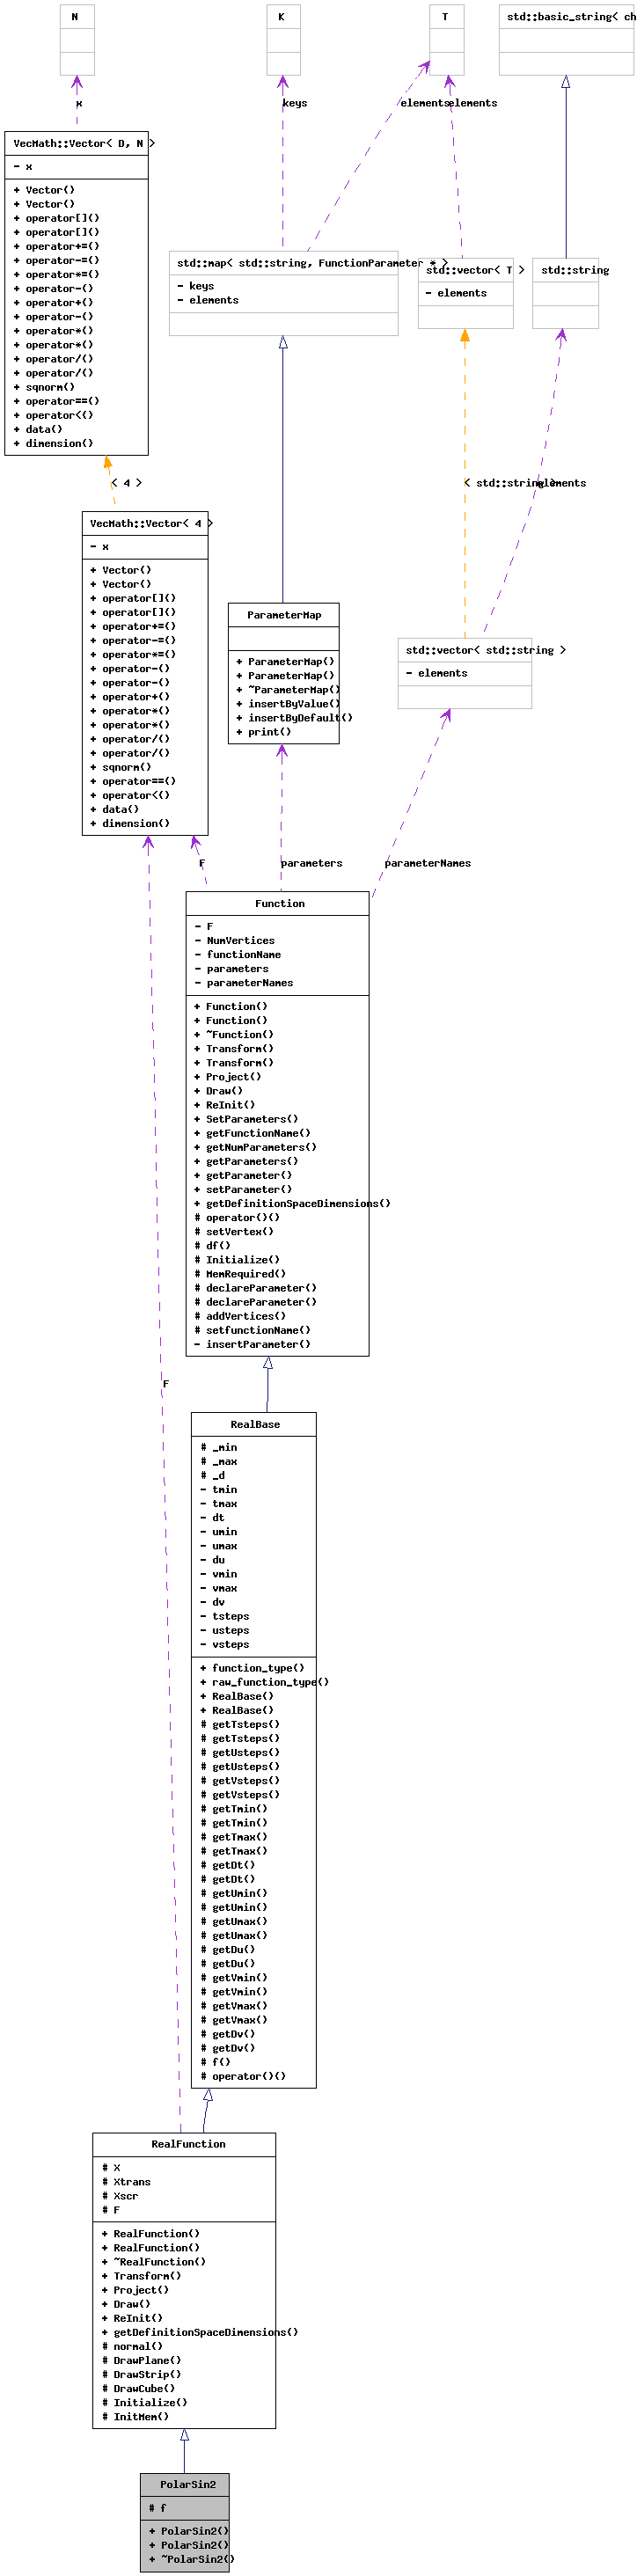 N
K
T
std::basic_string< ch
x
keys
elements
elements
VecMath::Vector< D, N >
- x
+ Vector()
+ Vector()
+ operator[]()
+ operator[]()
+ operator+=()
+ operator-=()
+ operator*=()
+ operator-()
+ operator+()
+ operator-()
+ operator*()
+ operator*()
+ operator/()
+ operator/()
+ sqnorm()
+ operator==()
+ operator<()
+ data()
+ dimension()
std::map< std::string, FunctionParameter * >
- keys
- elements
std::vector< T >
- elements
std::string
< 4 >
< std::string >
elements
VecMath::Vector< 4 >
- x
+ Vector()
+ Vector()
+ operator[]()
+ operator[]()
+ operator+=()
+ operator-=()
+ operator*=()
+ operator-()
+ operator-()
+ operator+()
+ operator*()
+ operator*()
+ operator/()
+ operator/()
+ sqnorm()
+ operator==()
+ operator<()
+ data()
+ dimension()
ParameterMap
+ ParameterMap()
+ ParameterMap()
+ ~ParameterMap()
+ insertByValue()
+ insertByDefault()
+ print()
std::vector< std::string >
- elements
F
parameters
parameterNames
Function
- F
- NumVertices
- functionName
- parameters
- parameterNames
+ Function()
+ Function()
+ ~Function()
+ Transform()
+ Transform()
+ Project()
+ Draw()
+ ReInit()
+ SetParameters()
+ getFunctionName()
+ getNumParameters()
+ getParameters()
+ getParameter()
+ setParameter()
+ getDefinitionSpaceDimensions()
# operator()()
# setVertex()
# df()
# Initialize()
# MemRequired()
# declareParameter()
# declareParameter()
# addVertices()
# setfunctionName()
- insertParameter()
F
RealBase
# _min
# _max
# _d
- tmin
- tmax
- dt
- umin
- umax
- du
- vmin
- vmax
- dv
- tsteps
- usteps
- vsteps
+ function_type()
+ raw_function_type()
+ RealBase()
+ RealBase()
# getTsteps()
# getTsteps()
# getUsteps()
# getUsteps()
# getVsteps()
# getVsteps()
# getTmin()
# getTmin()
# getTmax()
# getTmax()
# getDt()
# getDt()
# getUmin()
# getUmin()
# getUmax()
# getUmax()
# getDu()
# getDu()
# getVmin()
# getVmin()
# getVmax()
# getVmax()
# getDv()
# getDv()
# f()
# operator()()
RealFunction
# X
# Xtrans
# Xscr
# F
+ RealFunction()
+ RealFunction()
+ ~RealFunction()
+ Transform()
+ Project()
+ Draw()
+ ReInit()
+ getDefinitionSpaceDimensions()
# normal()
# DrawPlane()
# DrawStrip()
# DrawCube()
# Initialize()
# InitMem()
PolarSin2
# f
+ PolarSin2()
+ PolarSin2()
+ ~PolarSin2()